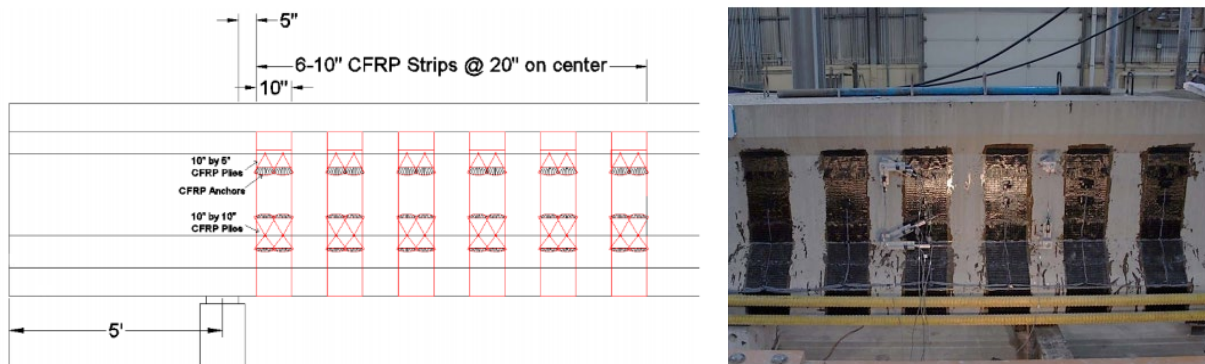 5"
6-10" CFRP Strips @ 20" on center
10"
10" by 5"
CFRP Plies
CFRP Anchors
10" by 10"
CFRP Plies
5'